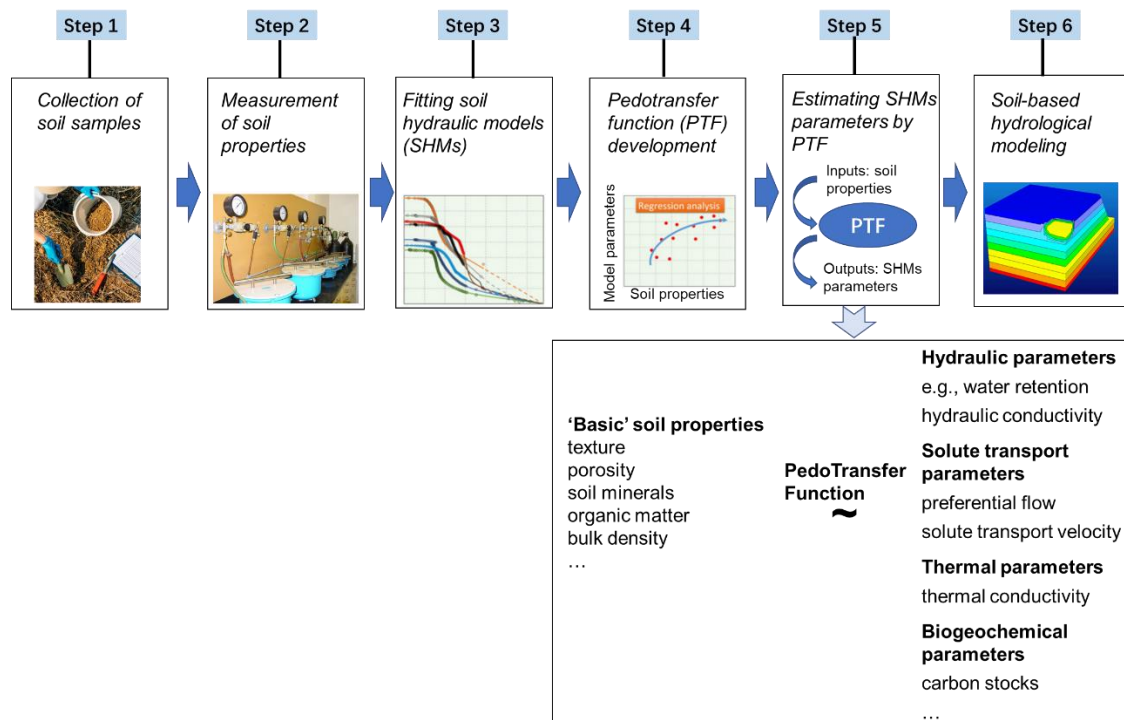 Step 1
Step 2
Step 3
Step 4
Step 5
Step 6
Collection of
soil samples
Measurement
of soil
properties
Fitting soil
hydraulic models
(SHMs)
Pedotransfer
function (PTF)
development
Regression analysis
Model parameters
Soil properties
Estimating SHMs
parameters by
PTF
Inputs: soil
properties
PTF
Outputs: SHMs
parameters
Soil-based
hydrological
modeling
‘Basic’ soil properties
texture
porosity
soil minerals
organic matter
bulk density
…
PedoTransfer
Function
~
Hydraulic parameters
e.g., water retention
hydraulic conductivity
Solute transport
parameters
preferential flow
solute transport velocity
Thermal parameters
thermal conductivity
Biogeochemical
parameters
carbon stocks
…